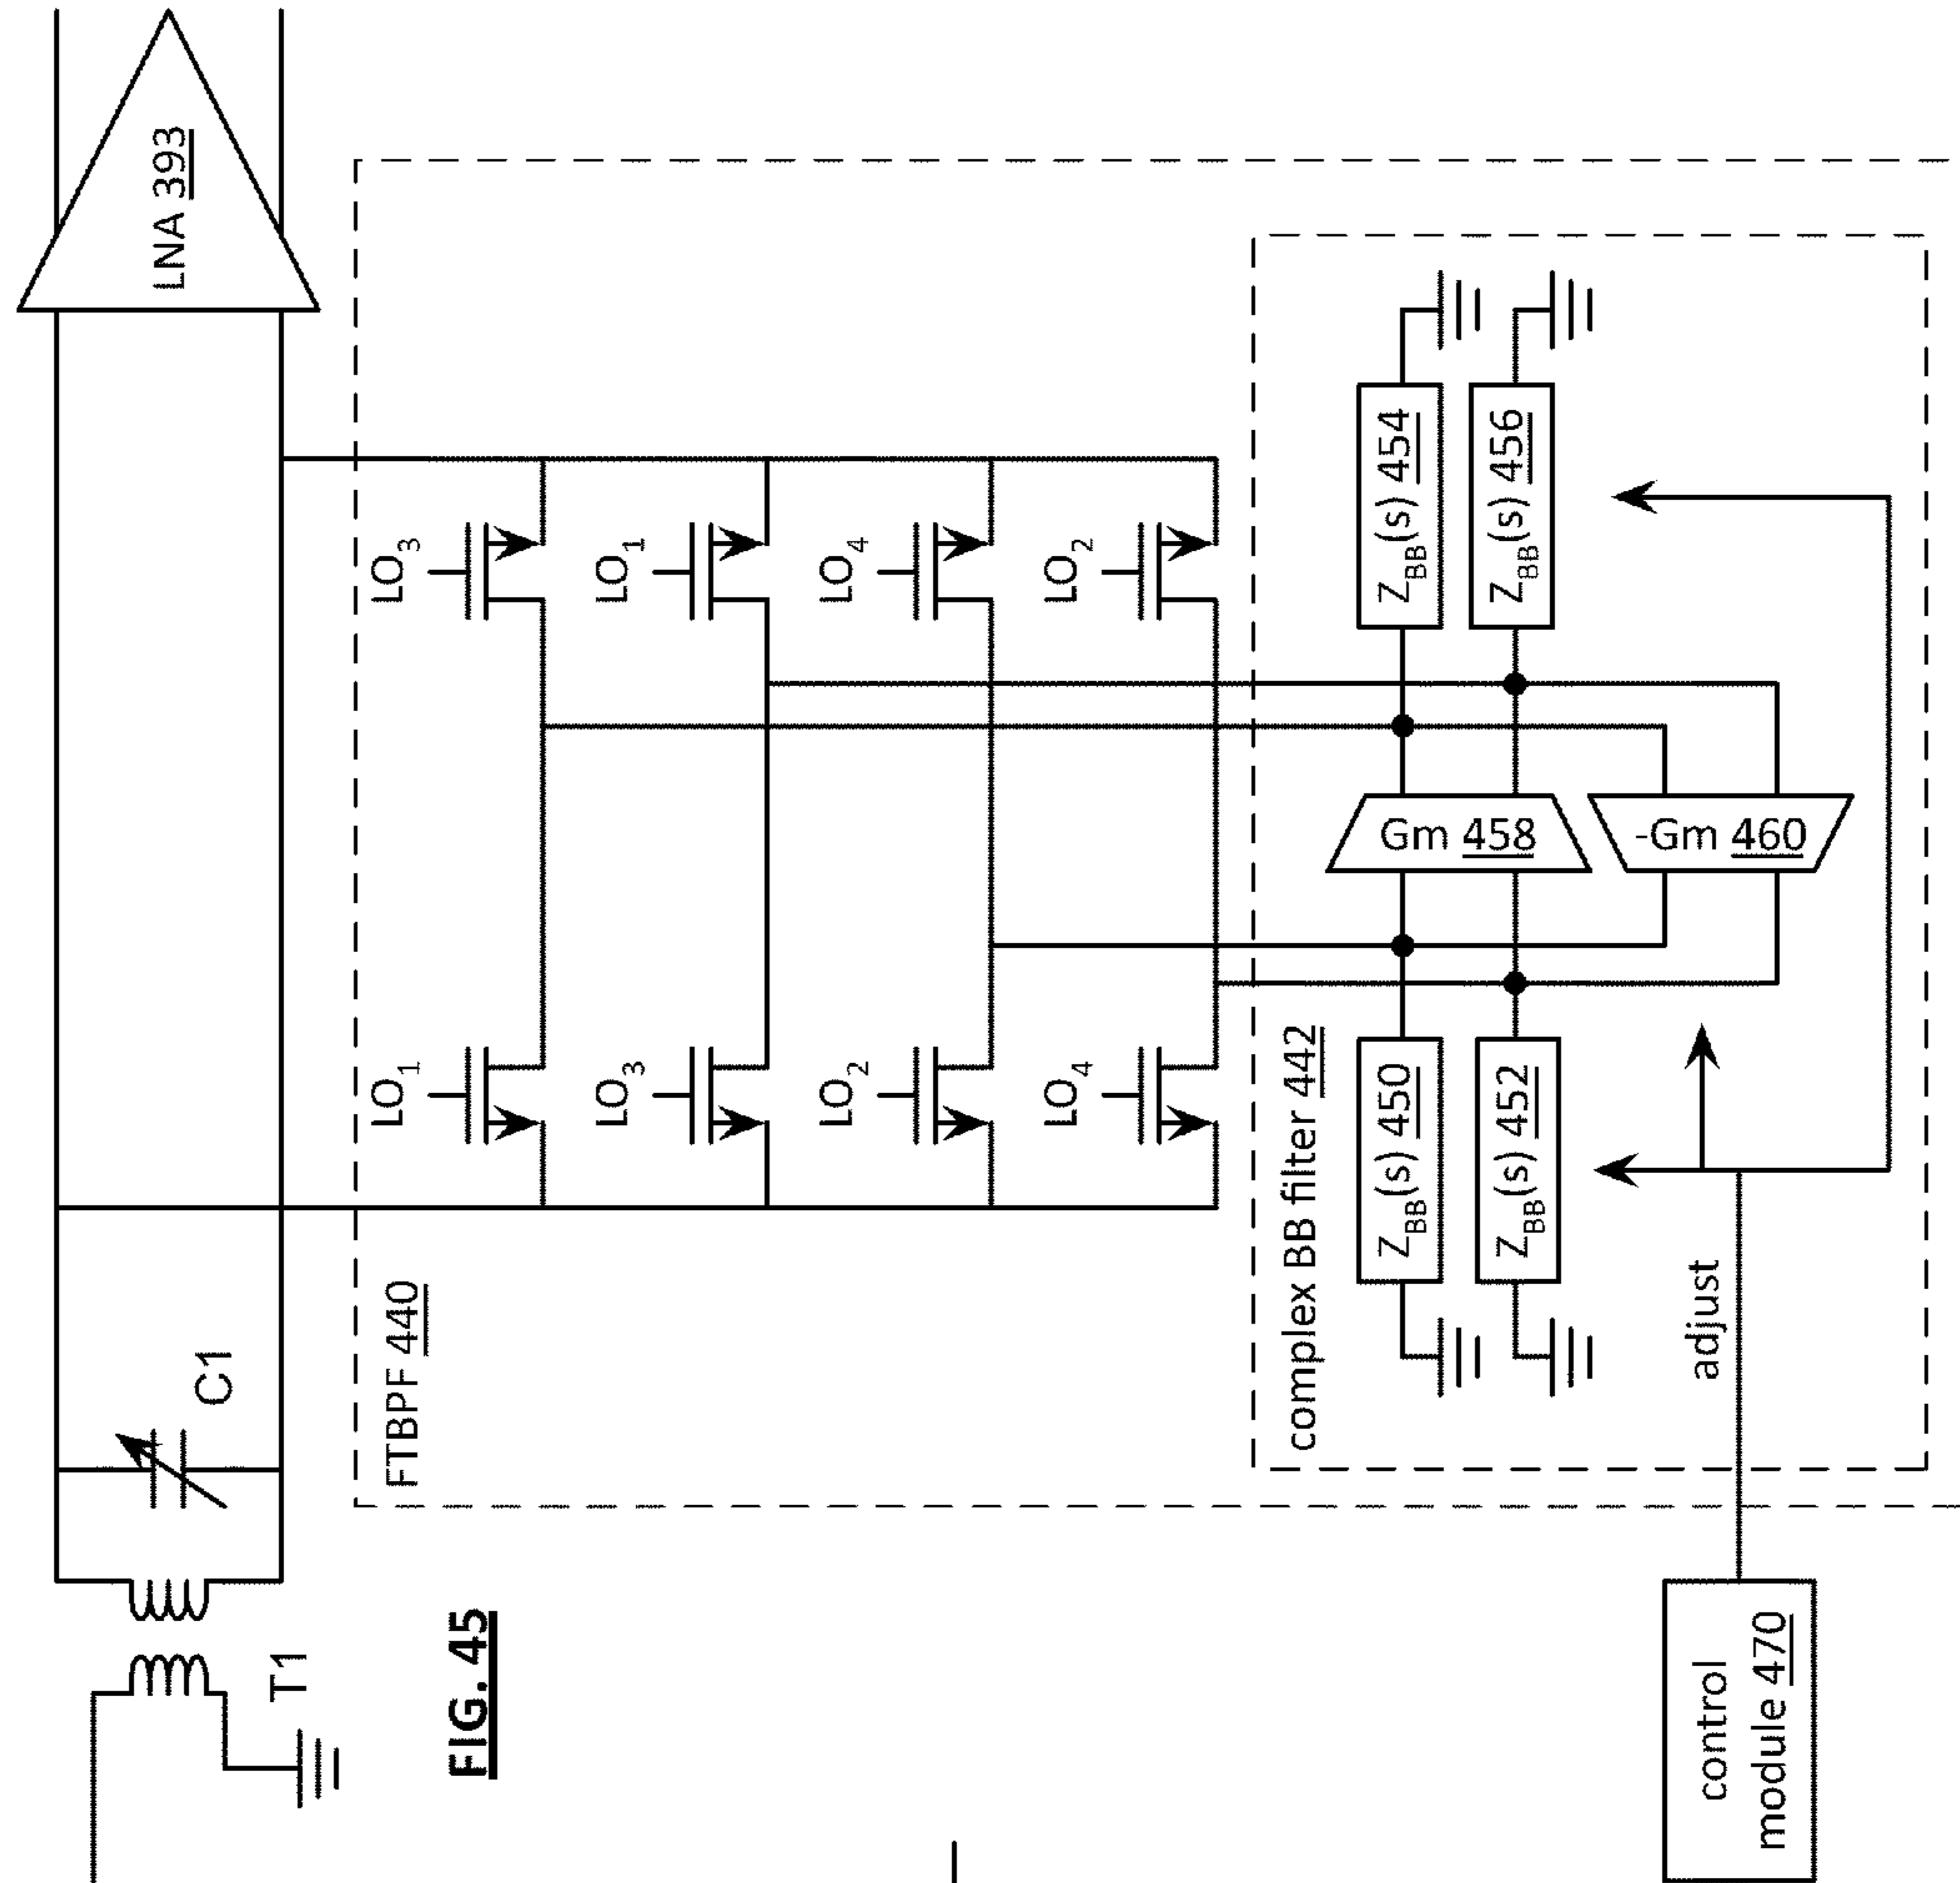 LNA 393
C1
T1
FIG. 45
FTBPF 440
LO3
LO1
LO4
LO2
LO1
LO3
LO2
LO4
complex BB filter 442
ZBB(s) 454
ZBB(s) 456
Gm 458
-Gm 460
ZBB(s) 450
ZBB(s) 452
adjust
control
module 470